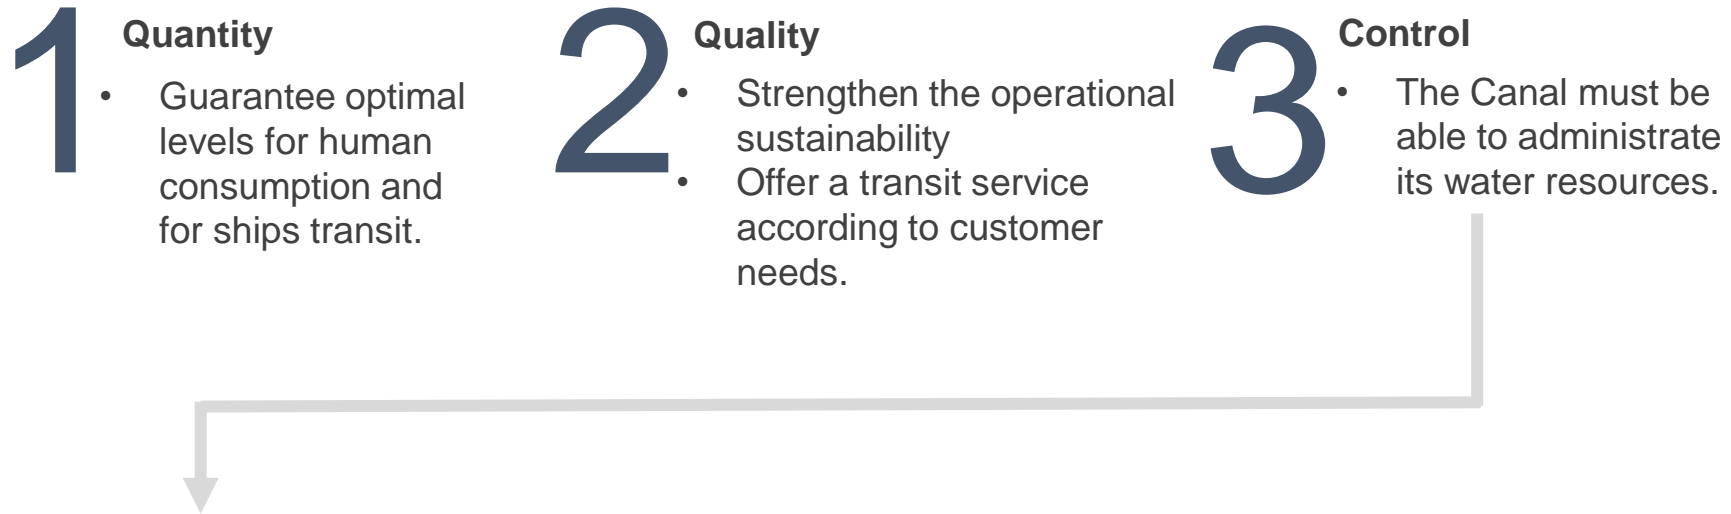 1
Quantity
• Guarantee optimal
levels for human
consumption and
for ships transit.
2
Quality
• Strengthen the operational
sustainability
• Offer a transit service
according to customer
needs.
3
Control
• The Canal must be
able to administrate
its water resources.